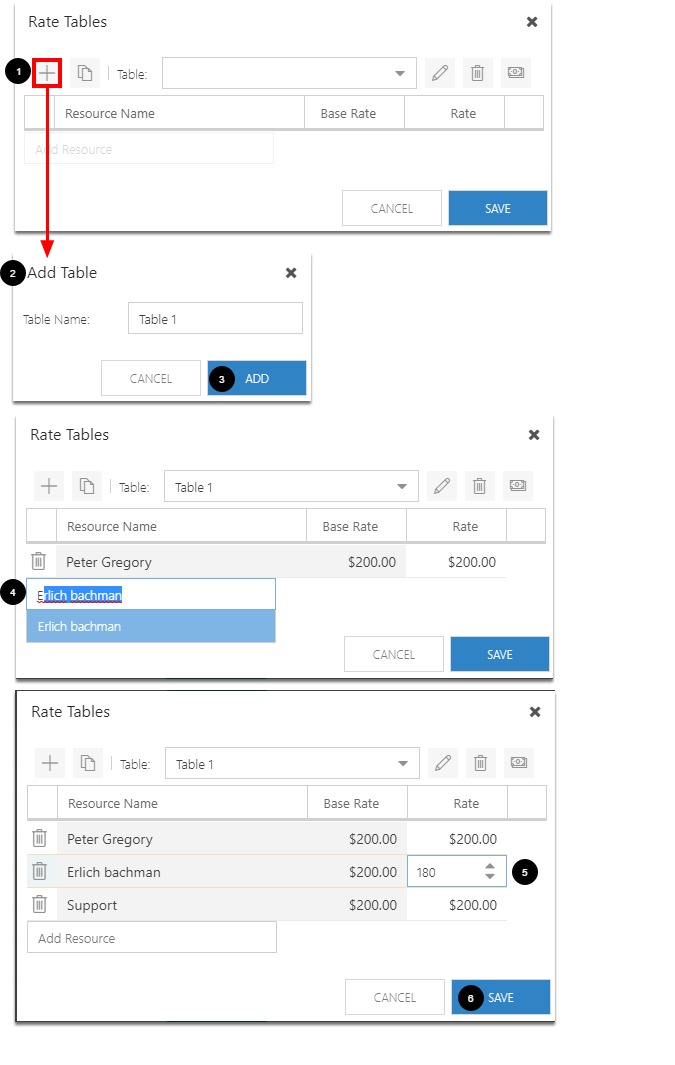 Rate Tables
1
Table:
Resource Name Base Rate Rate
Add Resource
CANCEL SAVE
2 Add Table
Table Name: Table 1
CANCEL 3 ADD
Rate Tables
Table: Table 1
Resource Name Base Rate Rate
Peter Gregory $200.00 $200.00
4 Erlich bachman
Erlich bachman
CANCEL SAVE
Rate Tables
Table: Table 1
Resource Name Base Rate Rate
Peter Gregory $200.00 $200.00
Erlich bachman $200.00 180 5
Support $200.00 $200.00
Add Resource
CANCEL 6 SAVE